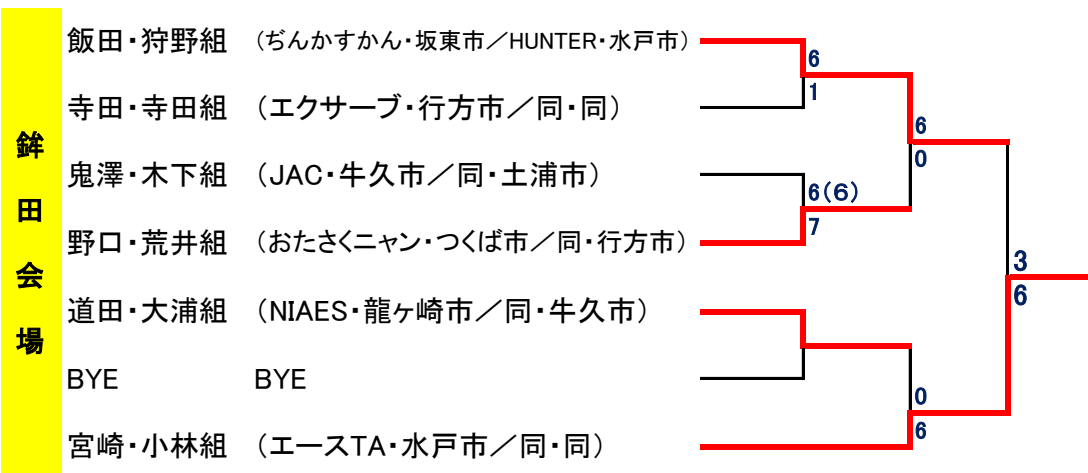 鉾田会場
飯田・狩野組 (ぢんかすかん・坂東市／HUNTER・水戸市)
寺田・寺田組 (エクサーブ・行方市／同・同)
鬼澤・木下組 (JAC・牛久市／同・土浦市)
野口・荒井組 (おたさくニャン・つくば市／同・行方市)
道田・大浦組 (NIAES・龍ヶ崎市／同・牛久市)
BYE BYE
宮崎・小林組 (エースTA・水戸市／同・同)
6
1
6(6)
7
6
0
0
6
3
6